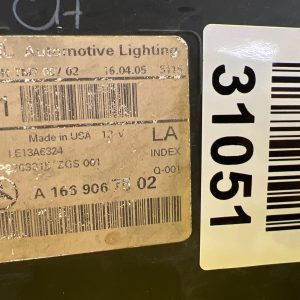 Automotive Lighting
02 16.04.05
Made in USA 12 V LA
LE13A6324 INDEX
ZGS 001 Q-001
A 163 906 02
31051